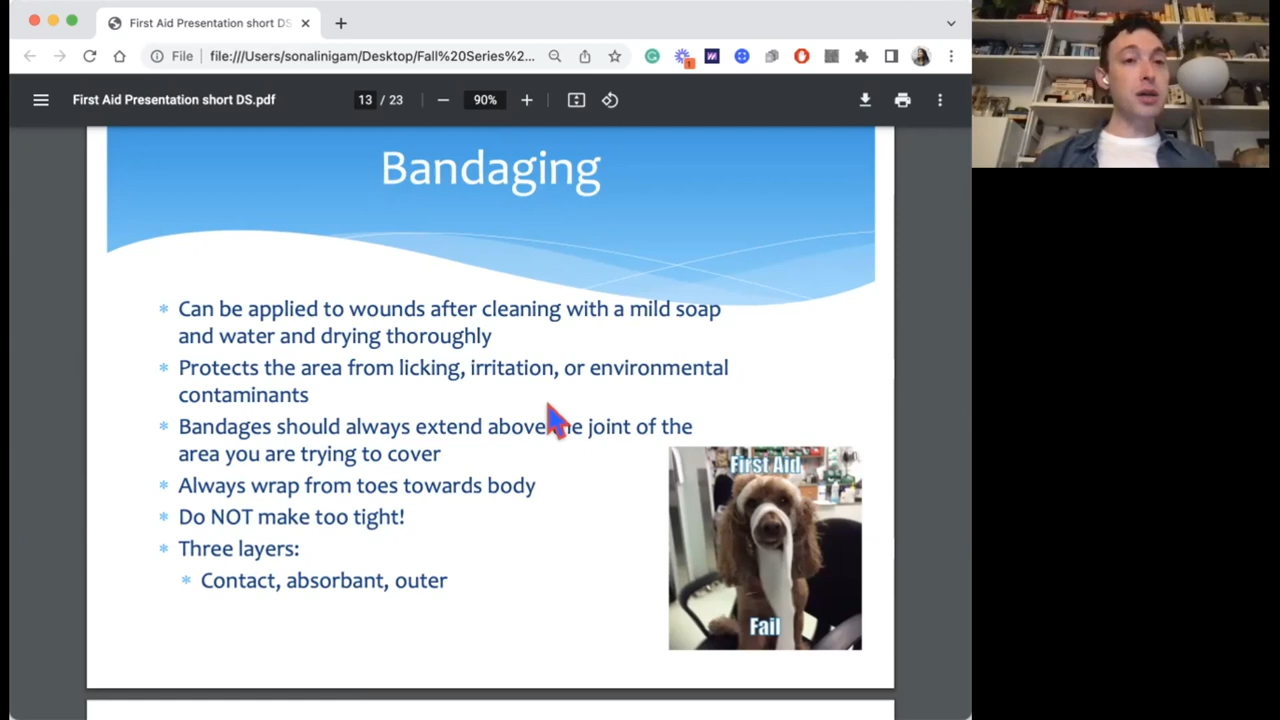 First Aid Presentation short DS
File
file:///Users/sonalinigam/Desktop/Fall%20Series%2...
1
First Aid Presentation short DS.pdf
13 / 23
90%
Bandaging
Can be applied to wounds after cleaning with a mild soap
and water and drying thoroughly
Protects the area from licking, irritation, or environmental
contaminants
Bandages should always extend above the joint of the
area you are trying to cover
Always wrap from toes towards body
Do NOT make too tight!
Three layers:
Contact, absorbant, outer
First Aid
Fail